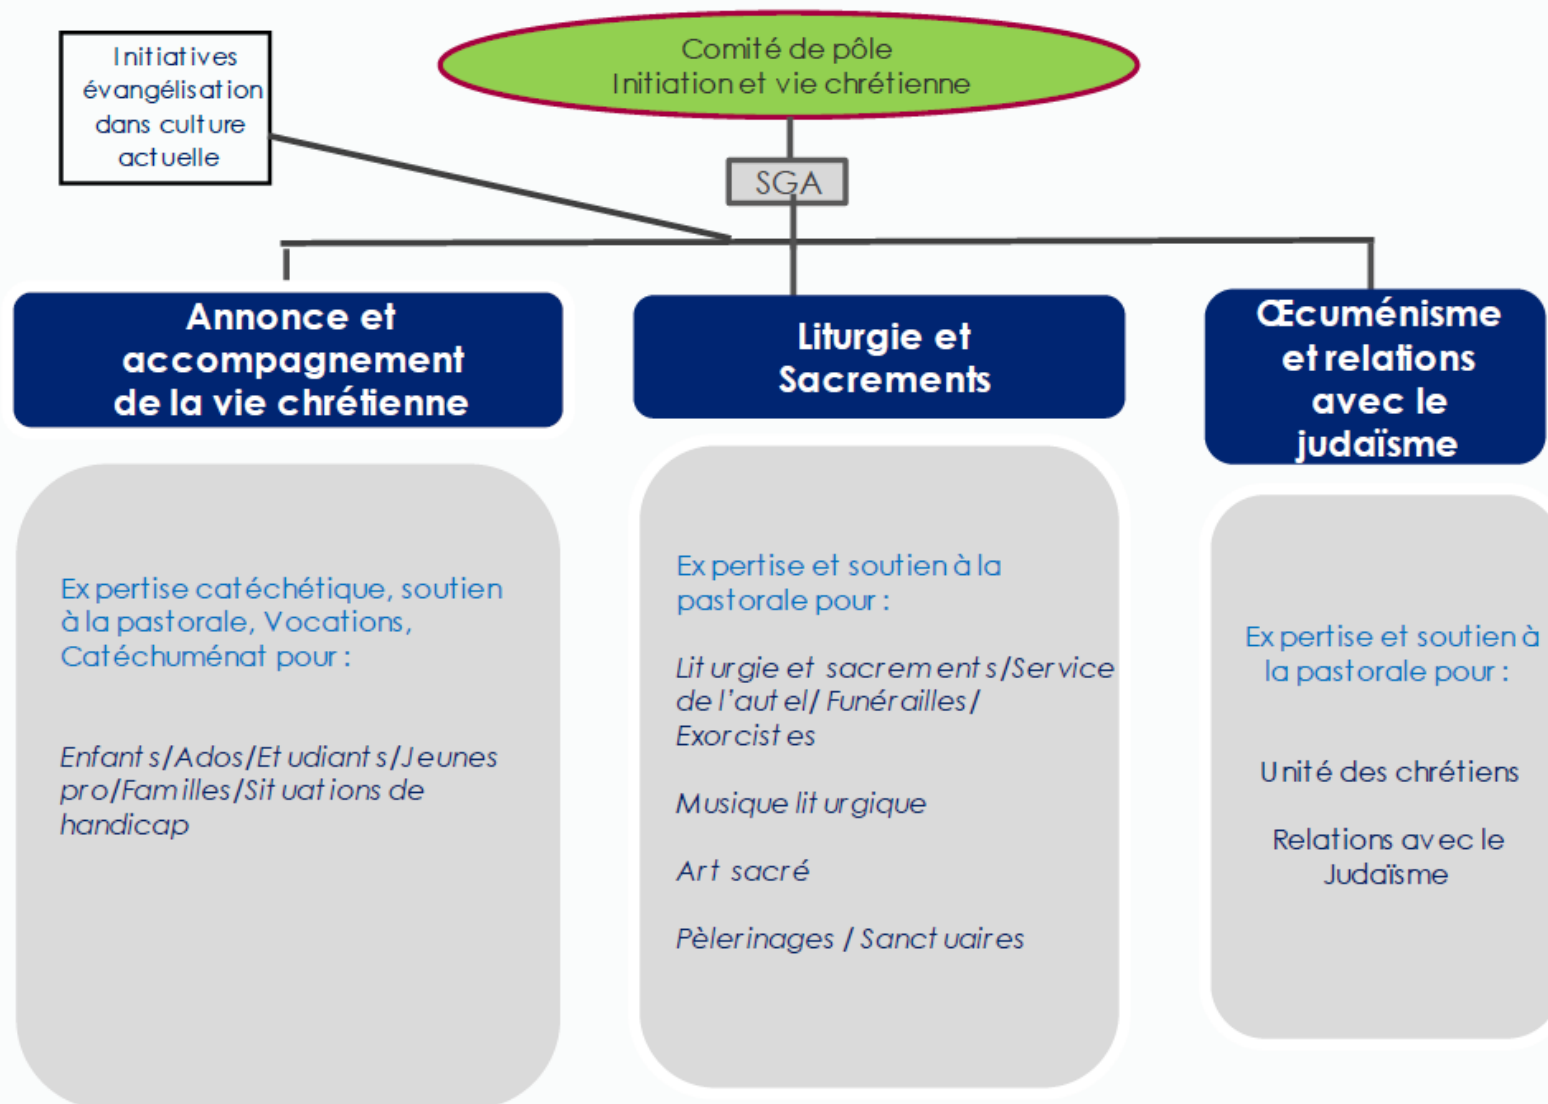 Initiatives
évangélisation
dans culture
actuelle
Comité de pôle
Initiation et vie chrétienne
SGA
Annonce et
accompagnement
de la vie chrétienne
Expertise catéchétique, soutien
à la pastorale, Vocations,
Catéchuménat pour :
Enfants/Ados/Etudiants/Jeunes
pro/Familles/Situations de
handicap
Liturgie et
Sacrements
Expertise et soutien à la
pastorale pour :
Liturgie et sacrements/Service
de l’autel/ Funérailles/
Exorcistes
Musique liturgique
Art sacré
Pèlerinages / Sanctuaires
Œcuménisme
et relations
avec le
judaïsme
Expertise et soutien à
la pastorale pour :
Unité des chrétiens
Relations avec le
Judaïsme